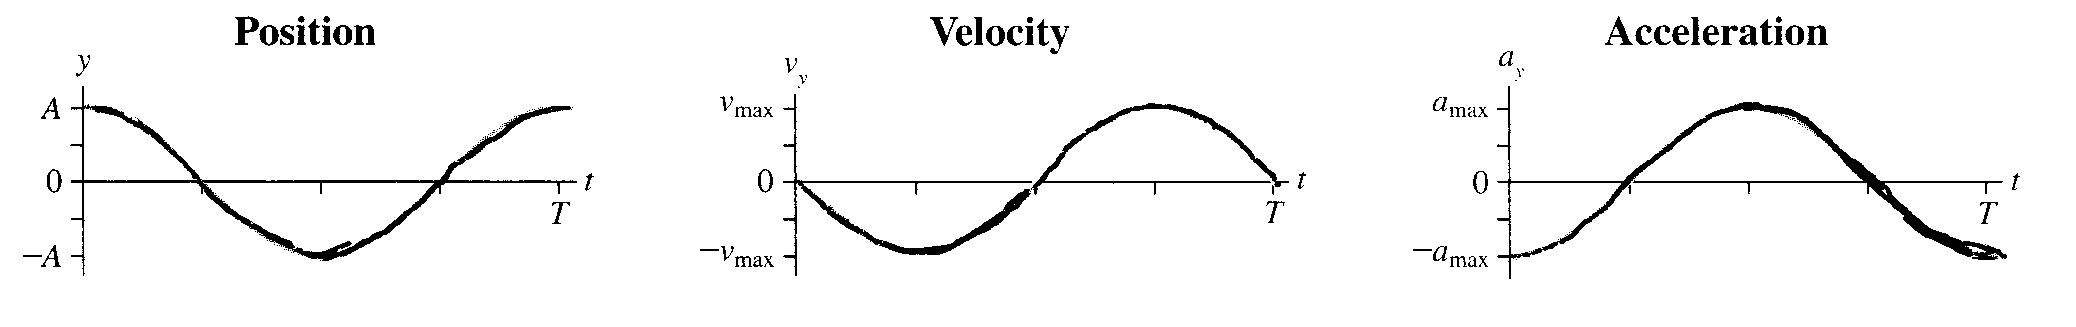 Position
y
A
0
−A
t
T
Velocity
v_y
v_max
0
−v_max
t
T
Acceleration
a_y
a_max
0
−a_max
t
T